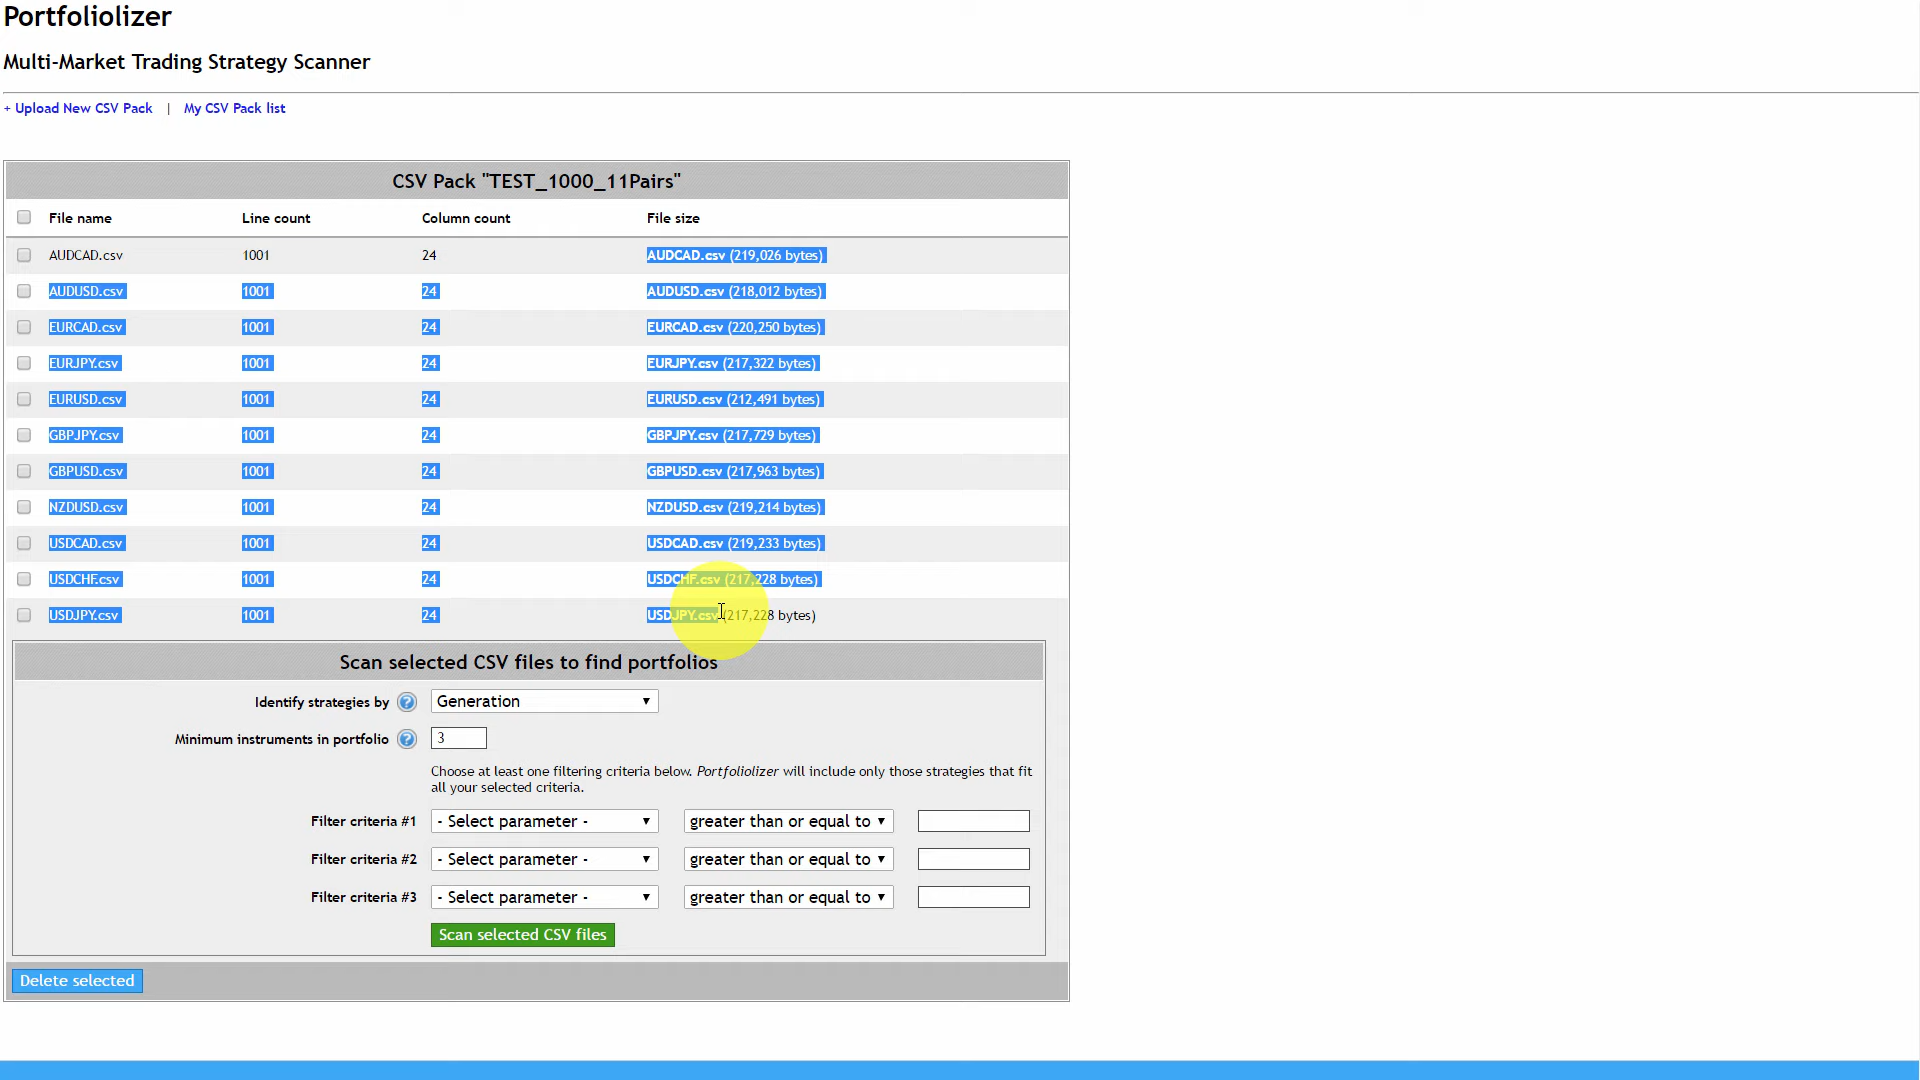 Portfoliolizer
Multi-Market Trading Strategy Scanner
+ Upload New CSV Pack | My CSV Pack list
CSV Pack "TEST_1000_11Pairs"
File name Line count Column count File size
AUDCAD.csv 1001 24 AUDCAD.csv (219,026 bytes)
AUDUSD.csv 1001 24 AUDUSD.csv (218,012 bytes)
EURCAD.csv 1001 24 EURCAD.csv (220,250 bytes)
EURJPY.csv 1001 24 EURJPY.csv (217,322 bytes)
EURUSD.csv 1001 24 EURUSD.csv (212,491 bytes)
GBPJPY.csv 1001 24 GBPJPY.csv (217,729 bytes)
GBPUSD.csv 1001 24 GBPUSD.csv (217,963 bytes)
NZDUSD.csv 1001 24 NZDUSD.csv (219,214 bytes)
USDCAD.csv 1001 24 USDCAD.csv (219,233 bytes)
USDCHF.csv 1001 24 USDCHF.csv (217,228 bytes)
USDJPY.csv 1001 24 USDJPY.csv (217,228 bytes)
Scan selected CSV files to find portfolios
Identify strategies by ? Generation
Minimum instruments in portfolio ? 3
Choose at least one filtering criteria below. Portfoliolizer will include only those strategies that fit
all your selected criteria.
Filter criteria #1 - Select parameter - greater than or equal to
Filter criteria #2 - Select parameter - greater than or equal to
Filter criteria #3 - Select parameter - greater than or equal to
Scan selected CSV files
Delete selected